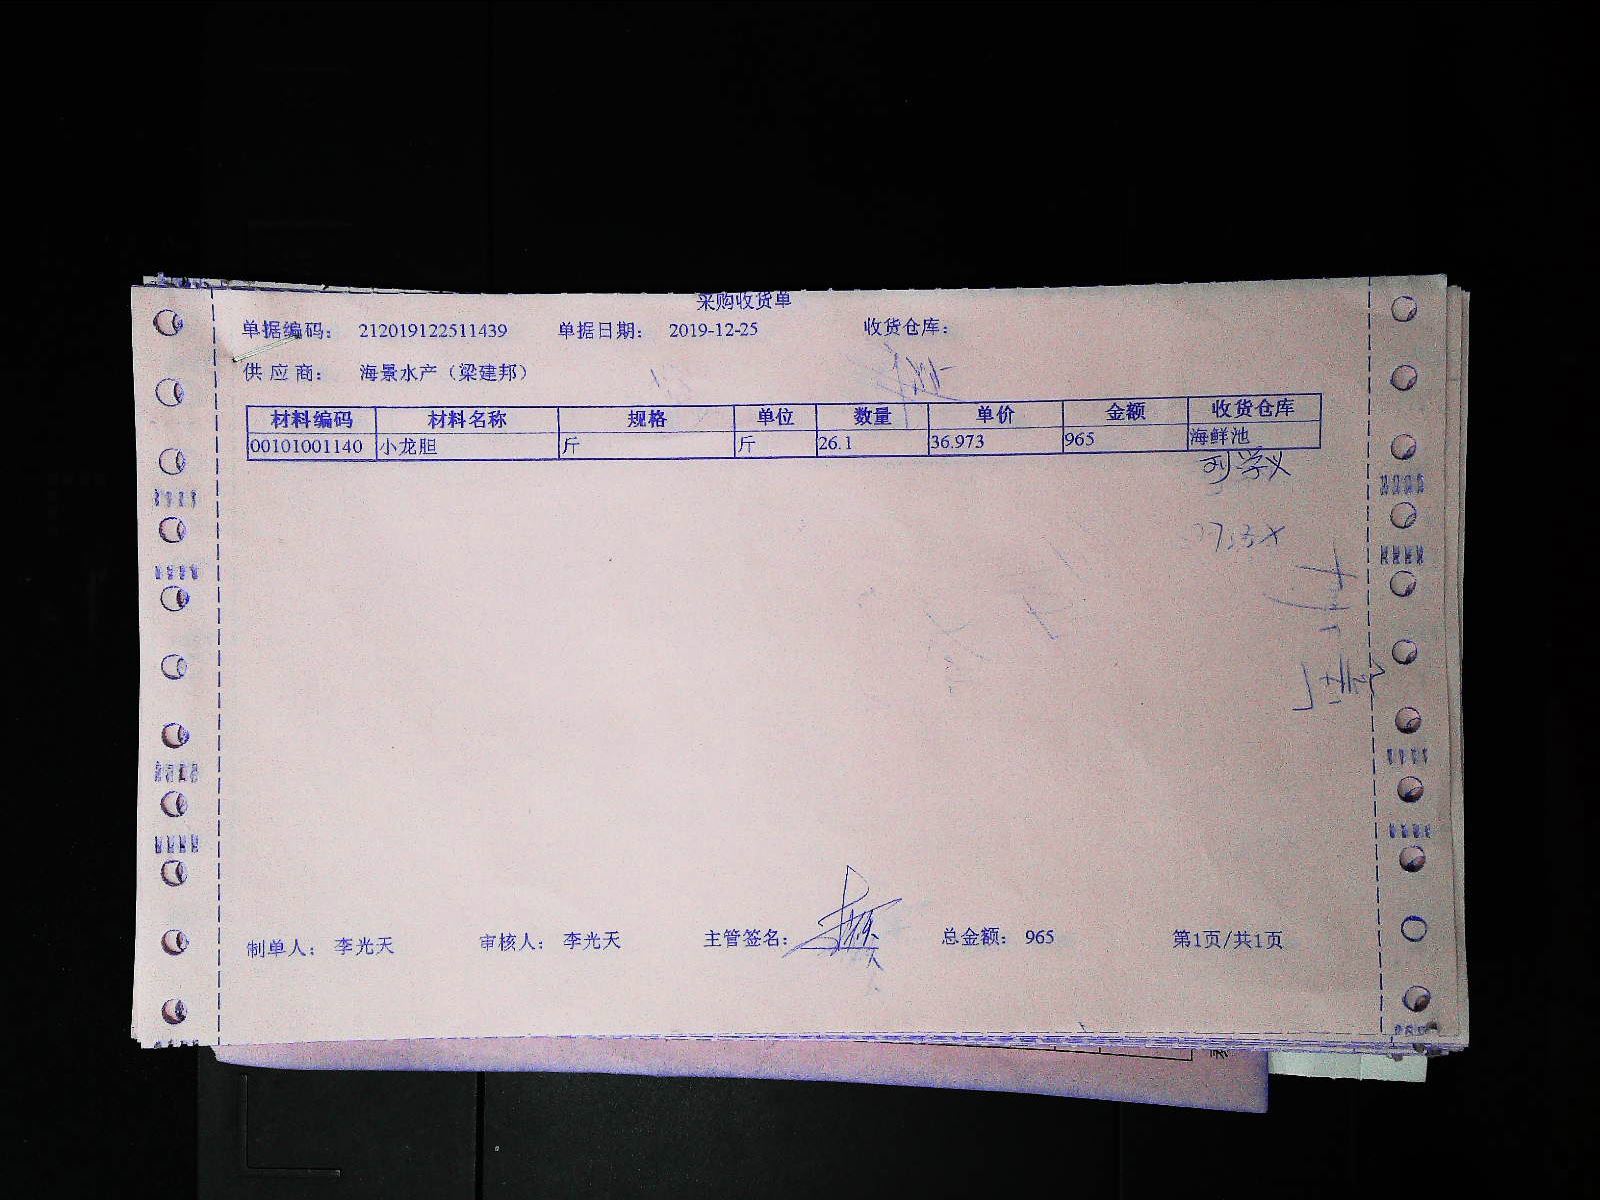 采购收货单
单据编码: 212019122511439 单据日期: 2019-12-25 收货仓库:
供 应 商: 海景水产（梁建邦）
材料编码 材料名称 规格 单位 数量 单价 金额 收货仓库
00101001140 小龙胆 斤 斤 26.1 36.973 965 海鲜池
刘学义
制单人: 李光天 审核人: 李光天 主管签名: 总金额: 965 第1页/共1页